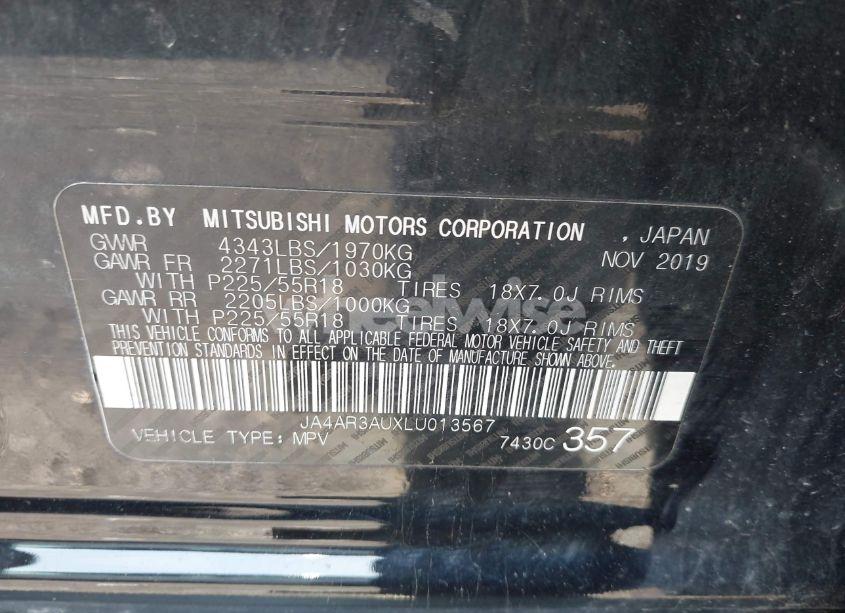 MFD.BY MITSUBISHI MOTORS CORPORATION , JAPAN
GVWR 4343LBS/1970KG NOV 2019
GAWR FR 2271LBS/1030KG
WITH P225/55R18 TIRES 18X7.0J RIMS
GAWR RR 2205LBS/1000KG
WITH P225/55R18 TIRES 18X7.0J RIMS
THIS VEHICLE CONFORMS TO ALL APPLICABLE FEDERAL MOTOR VEHICLE SAFETY AND THEFT
PREVENTION STANDARDS IN EFFECT ON THE DATE OF MANUFACTURE SHOWN ABOVE.
JA4AR3AUXLU013567
VEHICLE TYPE: MPV 7430C 357